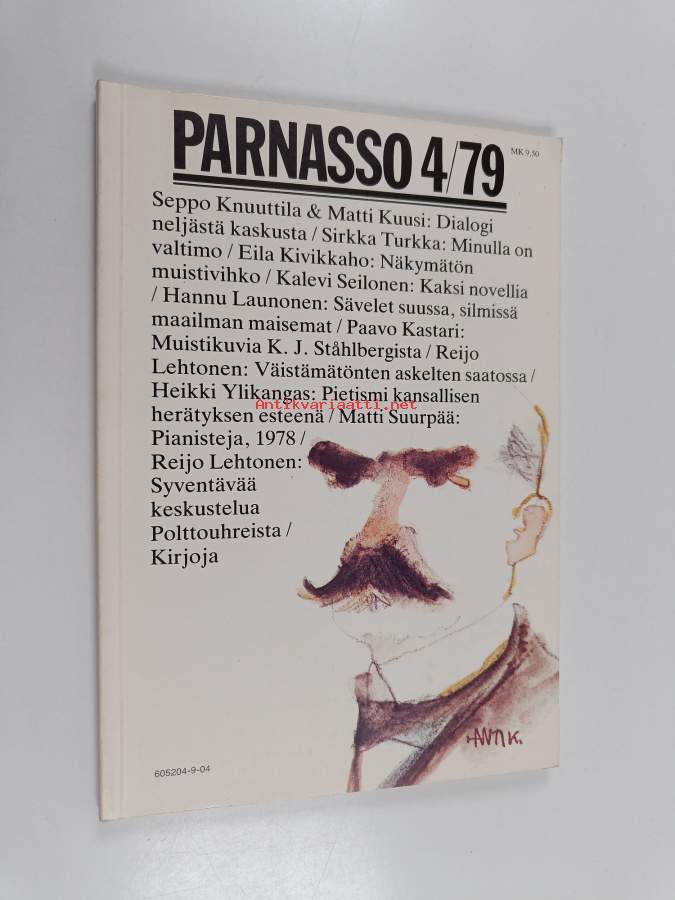 PARNASSO 4/79
MK 9,50
Seppo Knuuttila & Matti Kuusi: Dialogi
neljästä kaskusta / Sirkka Turkka: Minulla on
valtimo / Eila Kivikkaho: Näkymätön
muistivihko / Kalevi Seilonen: Kaksi novellia
/ Hannu Launonen: Sävelet suussa, silmissä
maailman maisemat / Paavo Kastari:
Muistikuvia K. J. Ståhlbergista / Reijo
Lehtonen: Väistämätönten askelten saatossa /
Heikki Ylikangas: Pietismi kansallisen
herätyksen esteenä / Matti Suurpää:
Antikvariaatti.net
Pianisteja, 1978 /
Reijo Lehtonen:
Syventävää
keskustelua
Polttouhreista /
Kirjoja
ANTTI K.
605204-9-04